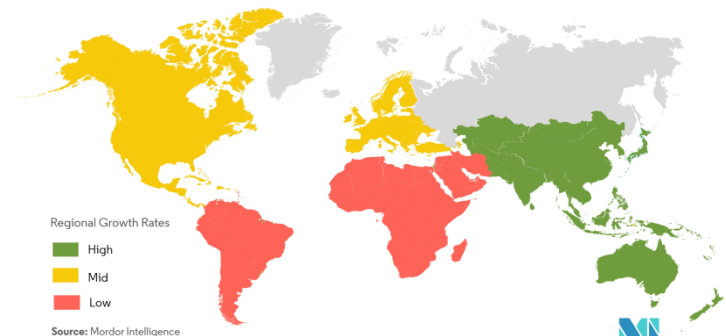 Regional Growth Rates
High
Mid
Low
Source: Mordor Intelligence